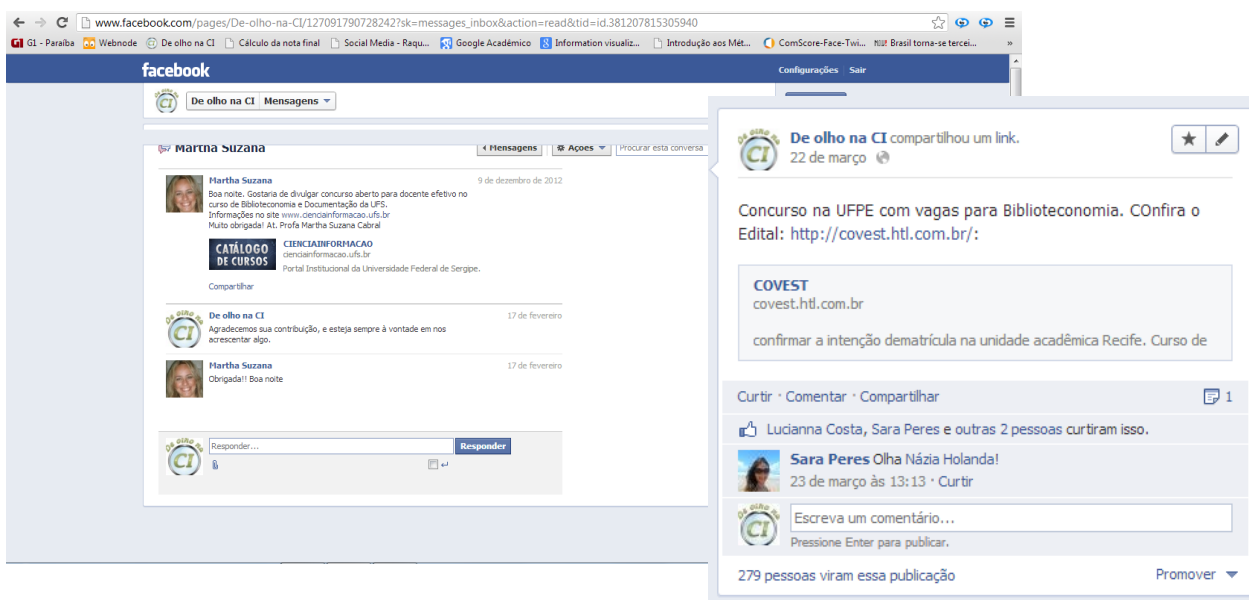 www.facebook.com/pages/De-olho-na-CI/127091790728242?sk=messages_inbox&action=read&tid=id.381207815305940
G1 - Paraíba Webnode De olho na CI Cálculo da nota final Social Media - Raqu... Google Acadêmico Information visualiz... Introdução aos Mét... ComScore-Face-Twi... Brasil torna-se tercei... »
facebook
Configurações Sair
De olho na CI Mensagens
Martha Suzana
Mensagens Ações Procurar esta conversa
Martha Suzana 9 de dezembro de 2012
Boa noite. Gostaria de divulgar concurso aberto para docente efetivo no
curso de Biblioteconomia e Documentação da UFS.
Informações no site www.cienciainformacao.ufs.br
Muito obrigada! At. Profa Martha Suzana Cabral
CATÁLOGO
DE CURSOS
CIENCIAINFORMACAO
cienciainformacao.ufs.br
Portal Institucional da Universidade Federal de Sergipe.
Compartilhar
De olho na CI 17 de fevereiro
Agradecemos sua contribuição, e esteja sempre à vontade em nos
acrescentar algo.
Martha Suzana 17 de fevereiro
Obrigada!! Boa noite
Responder...
Responder
De olho na CI compartilhou um link.
22 de março
Concurso na UFPE com vagas para Biblioteconomia. COnfira o
Edital: http://covest.htl.com.br/:
COVEST
covest.htl.com.br
confirmar a intenção dematrícula na unidade acadêmica Recife. Curso de
Curtir · Comentar · Compartilhar 1
Lucianna Costa, Sara Peres e outras 2 pessoas curtiram isso.
Sara Peres Olha Názia Holanda!
23 de março às 13:13 · Curtir
De olho na CI
Escreva um comentário...
Pressione Enter para publicar.
279 pessoas viram essa publicação Promover